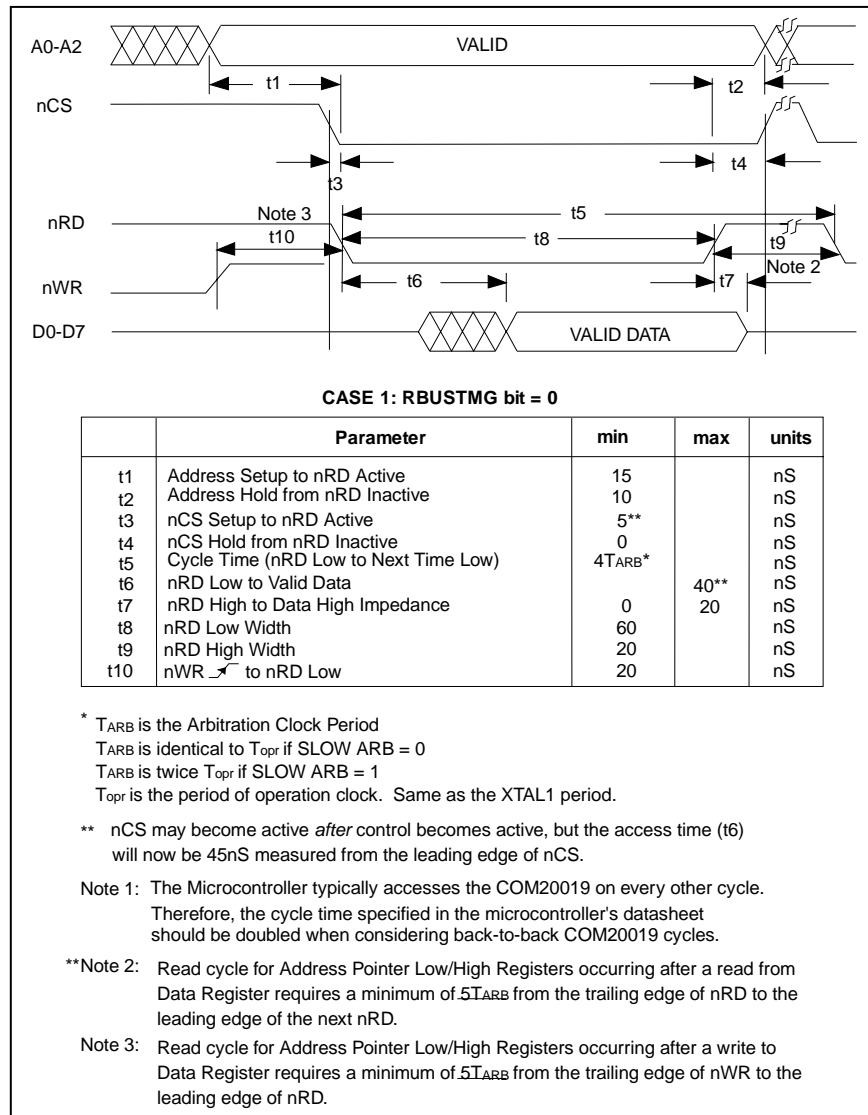 A0-A2
VALID
t1
t2
nCS
t3
t4
nRD
Note 3
t5
t10
t8
t9
nWR
t6
t7
Note 2
D0-D7
VALID DATA
CASE 1: RBUSTMG bit = 0
Parameter min max units
t1 Address Setup to nRD Active 15 nS
t2 Address Hold from nRD Inactive 10 nS
t3 nCS Setup to nRD Active 5** nS
t4 nCS Hold from nRD Inactive 0 nS
t5 Cycle Time (nRD Low to Next Time Low) 4TARB* nS
t6 nRD Low to Valid Data 40** nS
t7 nRD High to Data High Impedance 0 20 nS
t8 nRD Low Width 60 nS
t9 nRD High Width 20 nS
t10 nWR to nRD Low 20 nS
* TARB is the Arbitration Clock Period
TARB is identical to Topr if SLOW ARB = 0
TARB is twice Topr if SLOW ARB = 1
Topr is the period of operation clock. Same as the XTAL1 period.
** nCS may become active after control becomes active, but the access time (t6)
will now be 45nS measured from the leading edge of nCS.
Note 1: The Microcontroller typically accesses the COM20019 on every other cycle.
Therefore, the cycle time specified in the microcontroller's datasheet
should be doubled when considering back-to-back COM20019 cycles.
**Note 2: Read cycle for Address Pointer Low/High Registers occurring after a read from
Data Register requires a minimum of 5TARB from the trailing edge of nRD to the
leading edge of the next nRD.
Note 3: Read cycle for Address Pointer Low/High Registers occurring after a write to
Data Register requires a minimum of 5TARB from the trailing edge of nWR to the
leading edge of nRD.